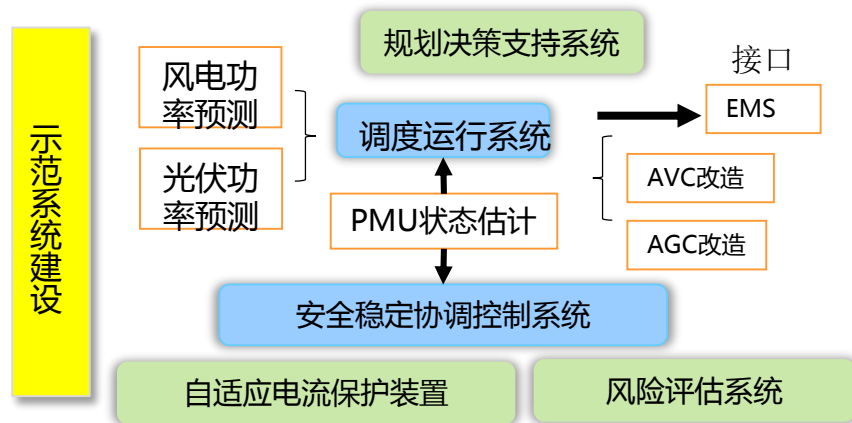 示范系统建设
规划决策支持系统
接口
风电功
率预测
EMS
调度运行系统
光伏功
率预测
AVC改造
PMU状态估计
AGC改造
安全稳定协调控制系统
自适应电流保护装置
风险评估系统